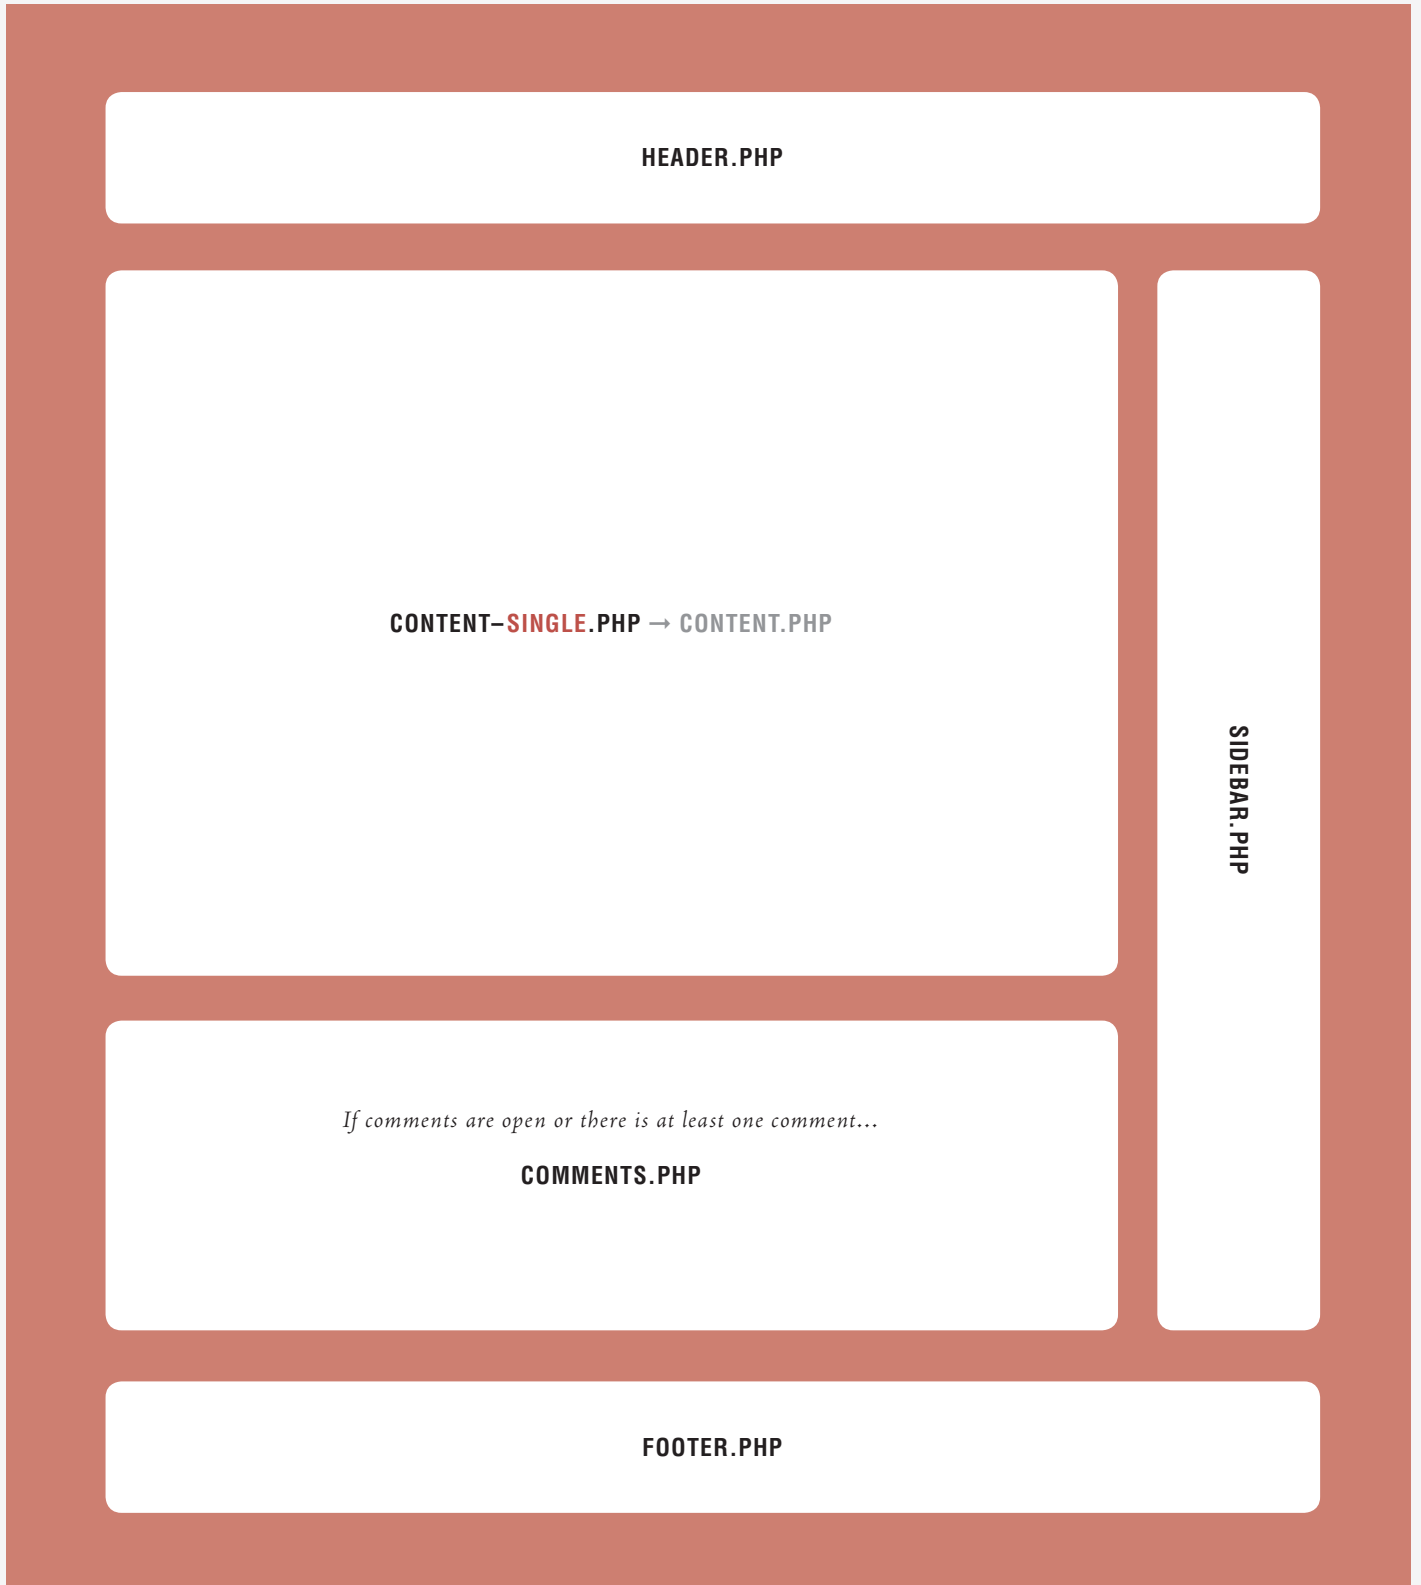 HEADER.PHP
CONTENT–SINGLE.PHP → CONTENT.PHP
SIDEBAR.PHP
If comments are open or there is at least one comment...
COMMENTS.PHP
FOOTER.PHP